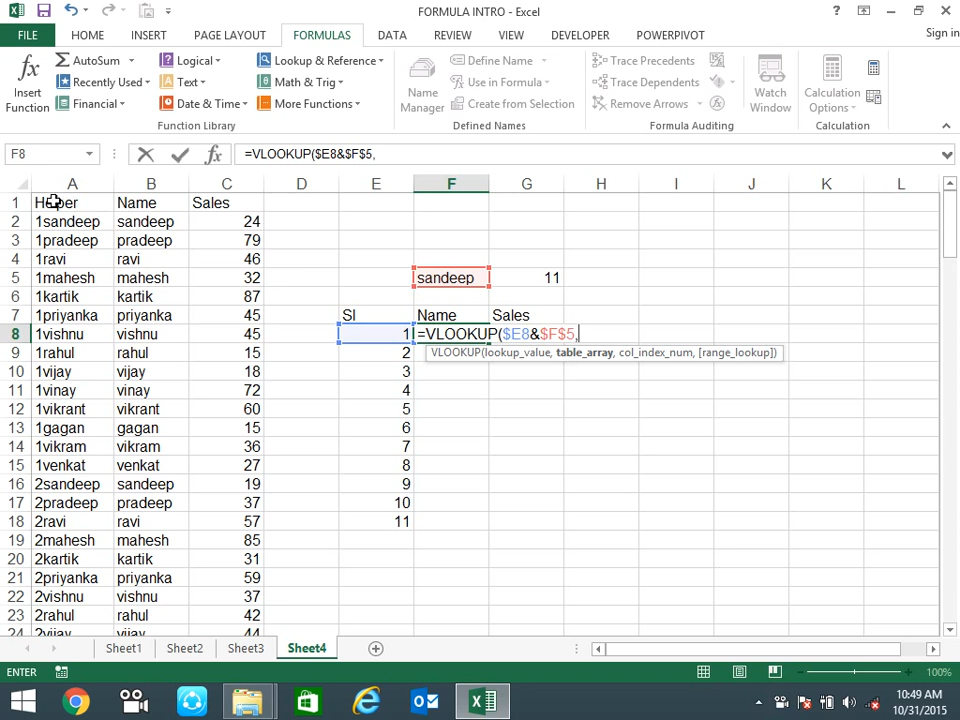 FORMULA INTRO - Excel
?
FILE HOME INSERT PAGE LAYOUT FORMULAS DATA REVIEW VIEW DEVELOPER POWERPIVOT Sign in
AutoSum Logical Lookup & Reference Define Name Trace Precedents
Recently Used Text Math & Trig Use in Formula Trace Dependents
Financial Date & Time More Functions Create from Selection Remove Arrows
Insert Function
Name Manager
Watch Window
Calculation Options
Function Library Defined Names Formula Auditing Calculation
F8 fx =VLOOKUP($E8&$F$5,
A B C D E F G H I J K L
1 Helper Name Sales
2 1sandeep sandeep 24
3 1pradeep pradeep 79
4 1ravi ravi 46
5 1mahesh mahesh 32 sandeep 11
6 1kartik kartik 87
7 1priyanka priyanka 45 SI Name Sales
8 1vishnu vishnu 45 1 =VLOOKUP($E8&$F$5,
9 1rahul rahul 15 2 VLOOKUP(lookup_value, table_array, col_index_num, [range_lookup])
10 1vijay vijay 18 3
11 1vinay vinay 72 4
12 1vikrant vikrant 60 5
13 1gagan gagan 15 6
14 1vikram vikram 36 7
15 1venkat venkat 27 8
16 2sandeep sandeep 19 9
17 2pradeep pradeep 37 10
18 2ravi ravi 57 11
19 2mahesh mahesh 85
20 2kartik kartik 31
21 2priyanka priyanka 59
22 2vishnu vishnu 37
23 2rahul rahul 42
24 2vijay vijay 44
Sheet1 Sheet2 Sheet3 Sheet4
ENTER 100%
10:49 AM
10/31/2015